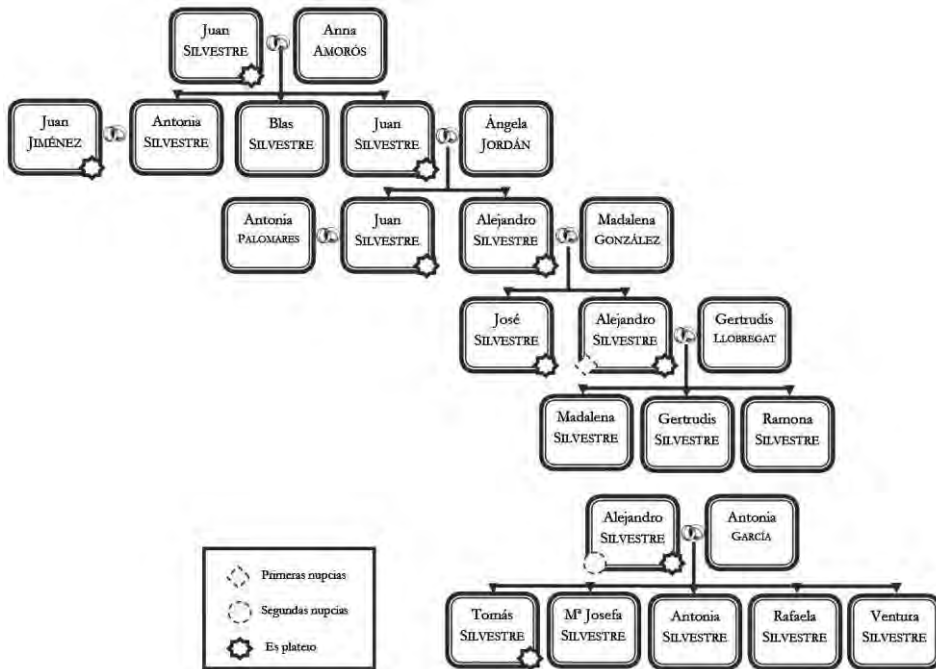 Juan
SILVESTRE
Anna
AMORÓS
Juan
JIMÉNEZ
Antonia
SILVESTRE
Blas
SILVESTRE
Juan
SILVESTRE
Ángela
JORDÁN
Antonia
PALOMARES
Juan
SILVESTRE
Alejandro
SILVESTRE
Madalena
GONZÁLEZ
José
SILVESTRE
Alejandro
SILVESTRE
Gertrudis
LLOBREGAT
Madalena
SILVESTRE
Gertrudis
SILVESTRE
Ramona
SILVESTRE
Alejandro
SILVESTRE
Antonia
GARCÍA
Tomás
SILVESTRE
Mª Josefa
SILVESTRE
Antonia
SILVESTRE
Rafaela
SILVESTRE
Ventura
SILVESTRE
Primeras nupcias
Segundas nupcias
Es platero